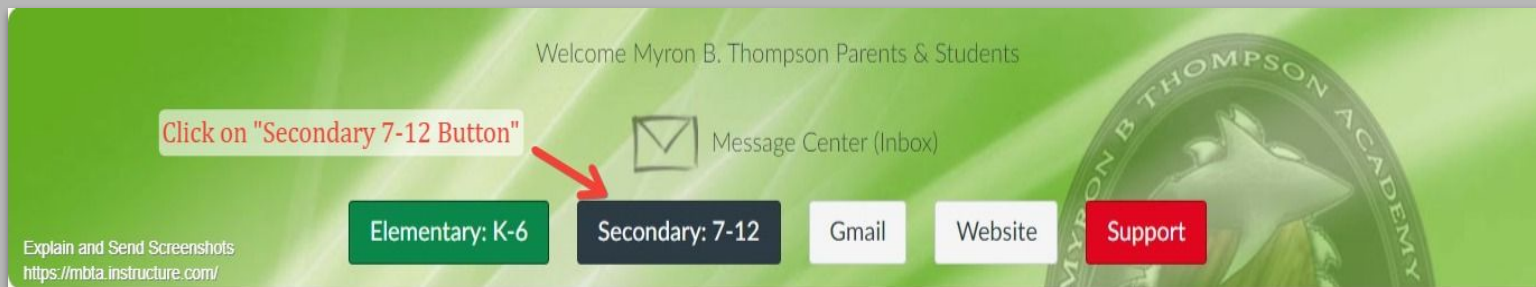 Welcome Myron B. Thompson Parents & Students
Click on "Secondary 7-12 Button"
Message Center (Inbox)
Elementary: K-6
Secondary: 7-12
Gmail
Website
Support
Explain and Send Screenshots
https://mbta.instructure.com/
MYRON B THOMPSON ACADEMY